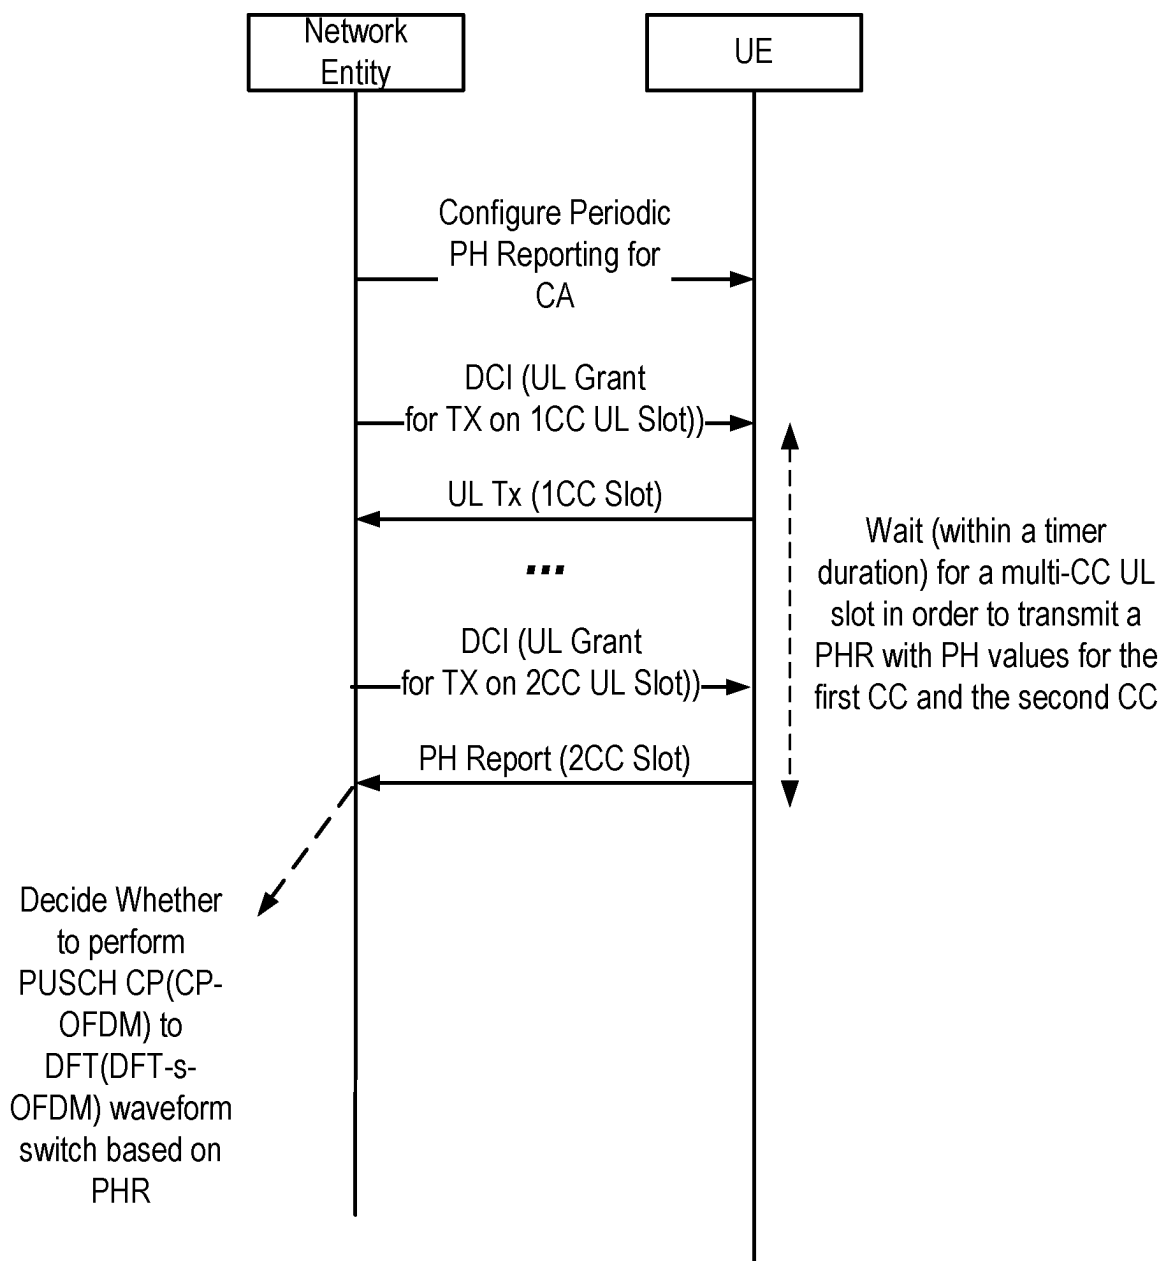 Network
Entity
UE
Configure Periodic
PH Reporting for
CA
DCI (UL Grant
for TX on 1CC UL Slot))
UL Tx (1CC Slot)
...
Wait (within a timer
duration) for a multi-CC UL
slot in order to transmit a
PHR with PH values for the
first CC and the second CC
DCI (UL Grant
for TX on 2CC UL Slot))
PH Report (2CC Slot)
Decide Whether
to perform
PUSCH CP(CP-
OFDM) to
DFT(DFT-s-
OFDM) waveform
switch based on
PHR